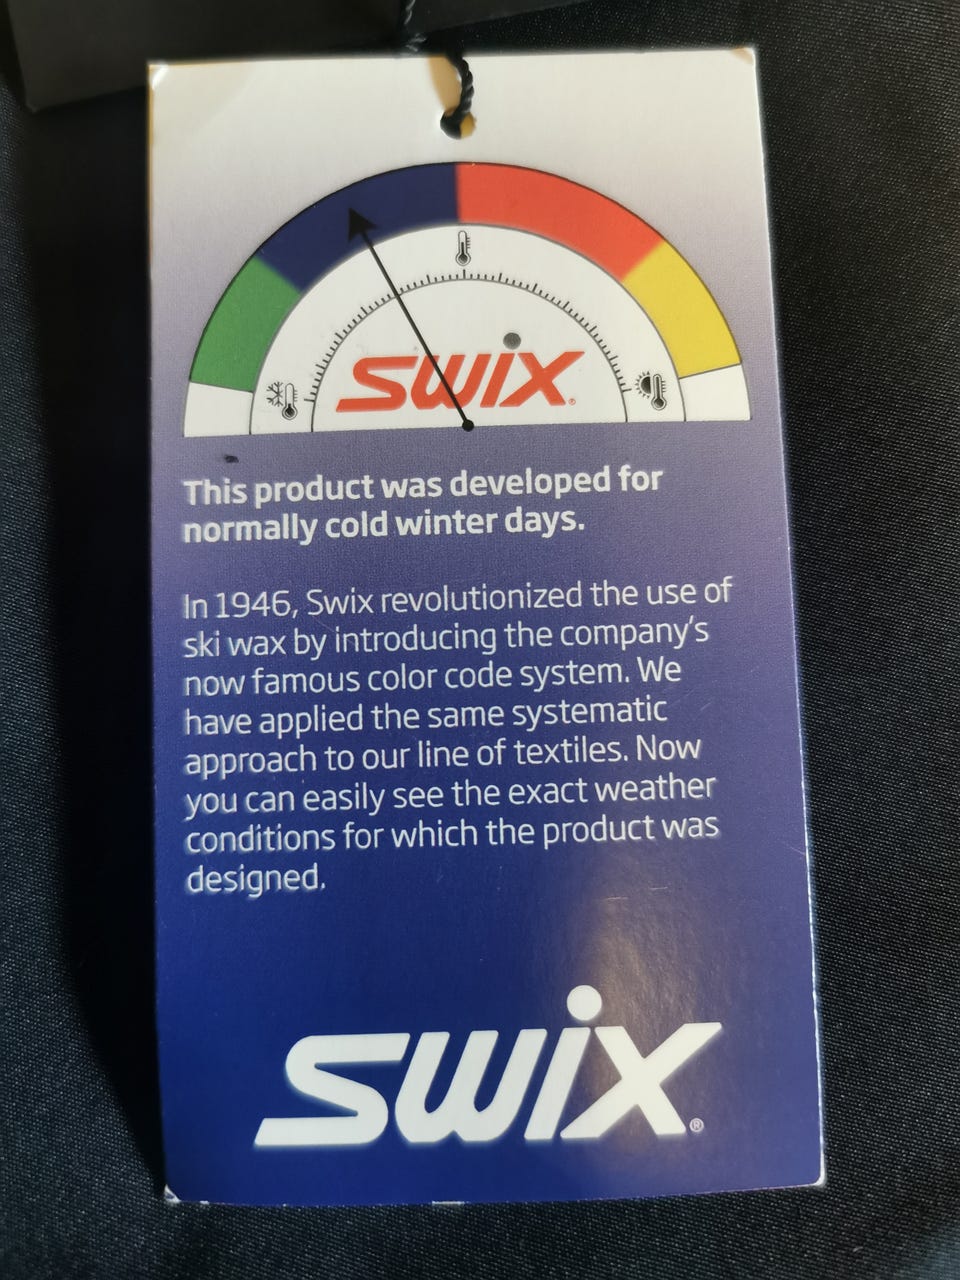 SWIX®
This product was developed for
normally cold winter days.
In 1946, Swix revolutionized the use of
ski wax by introducing the company's
now famous color code system. We
have applied the same systematic
approach to our line of textiles. Now
you can easily see the exact weather
conditions for which the product was
designed.
SWIX®